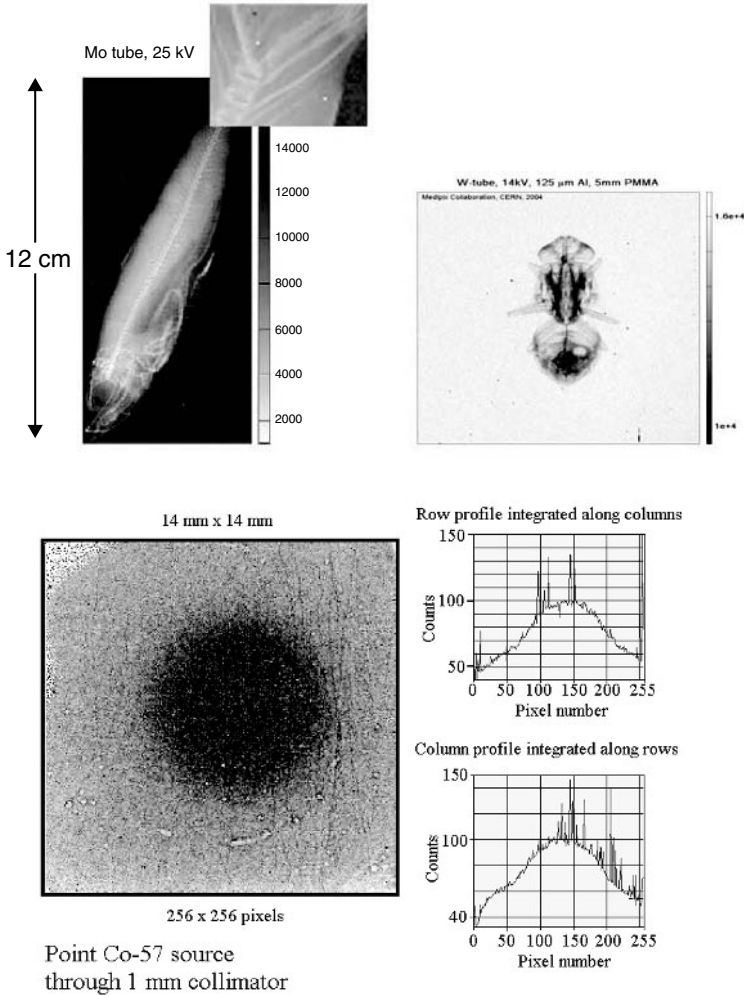 Mo tube, 25 kV
12 cm
14000
12000
10000
8000
6000
4000
2000
W-tube, 14kV, 125 µm Al, 5mm PMMA
Medipix Collaboration, CERN, 2004
1.6e+4
1e+4
14 mm x 14 mm
256 x 256 pixels
Point Co-57 source
through 1 mm collimator
Row profile integrated along columns
150
100
50
Counts
0 50 100 150 200 255
Pixel number
Column profile integrated along rows
150
100
40
Counts
0 50 100 150 200 255
Pixel number